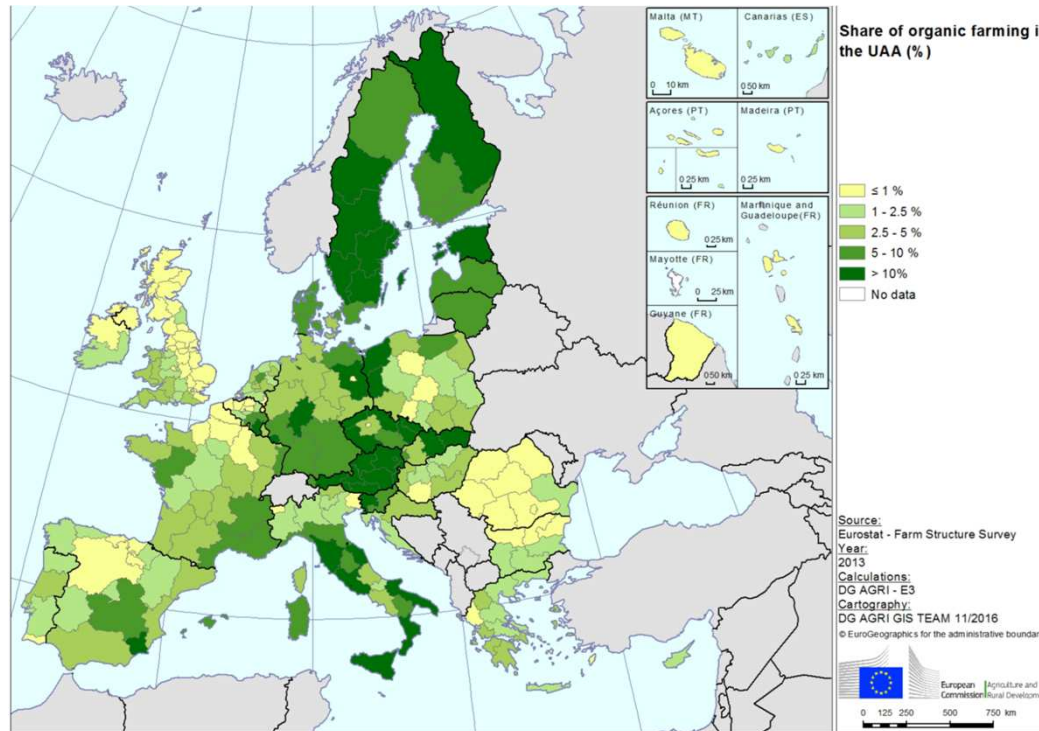 Malta (MT)
0 10 km
Canarias (ES)
0 50 km
Açores (PT)
0 25 km
Madeira (PT)
0 25 km
Réunion (FR)
0 25 km
Mayotte (FR)
0 25 km
Guyane (FR)
0 50 km
Martinique and
Guadeloupe (FR)
0 25 km
Share of organic farming i
the UAA (%)
≤ 1 %
1 - 2.5 %
2.5 - 5 %
5 - 10 %
> 10%
No data
Source:
Eurostat - Farm Structure Survey
Year:
2013
Calculations:
DG AGRI - E3
Cartography:
DG AGRI GIS TEAM 11/2016
© EuroGeographics for the administrative boundar
European
Commission
Agriculture and
Rural Developm
0 125 250 500 750 km